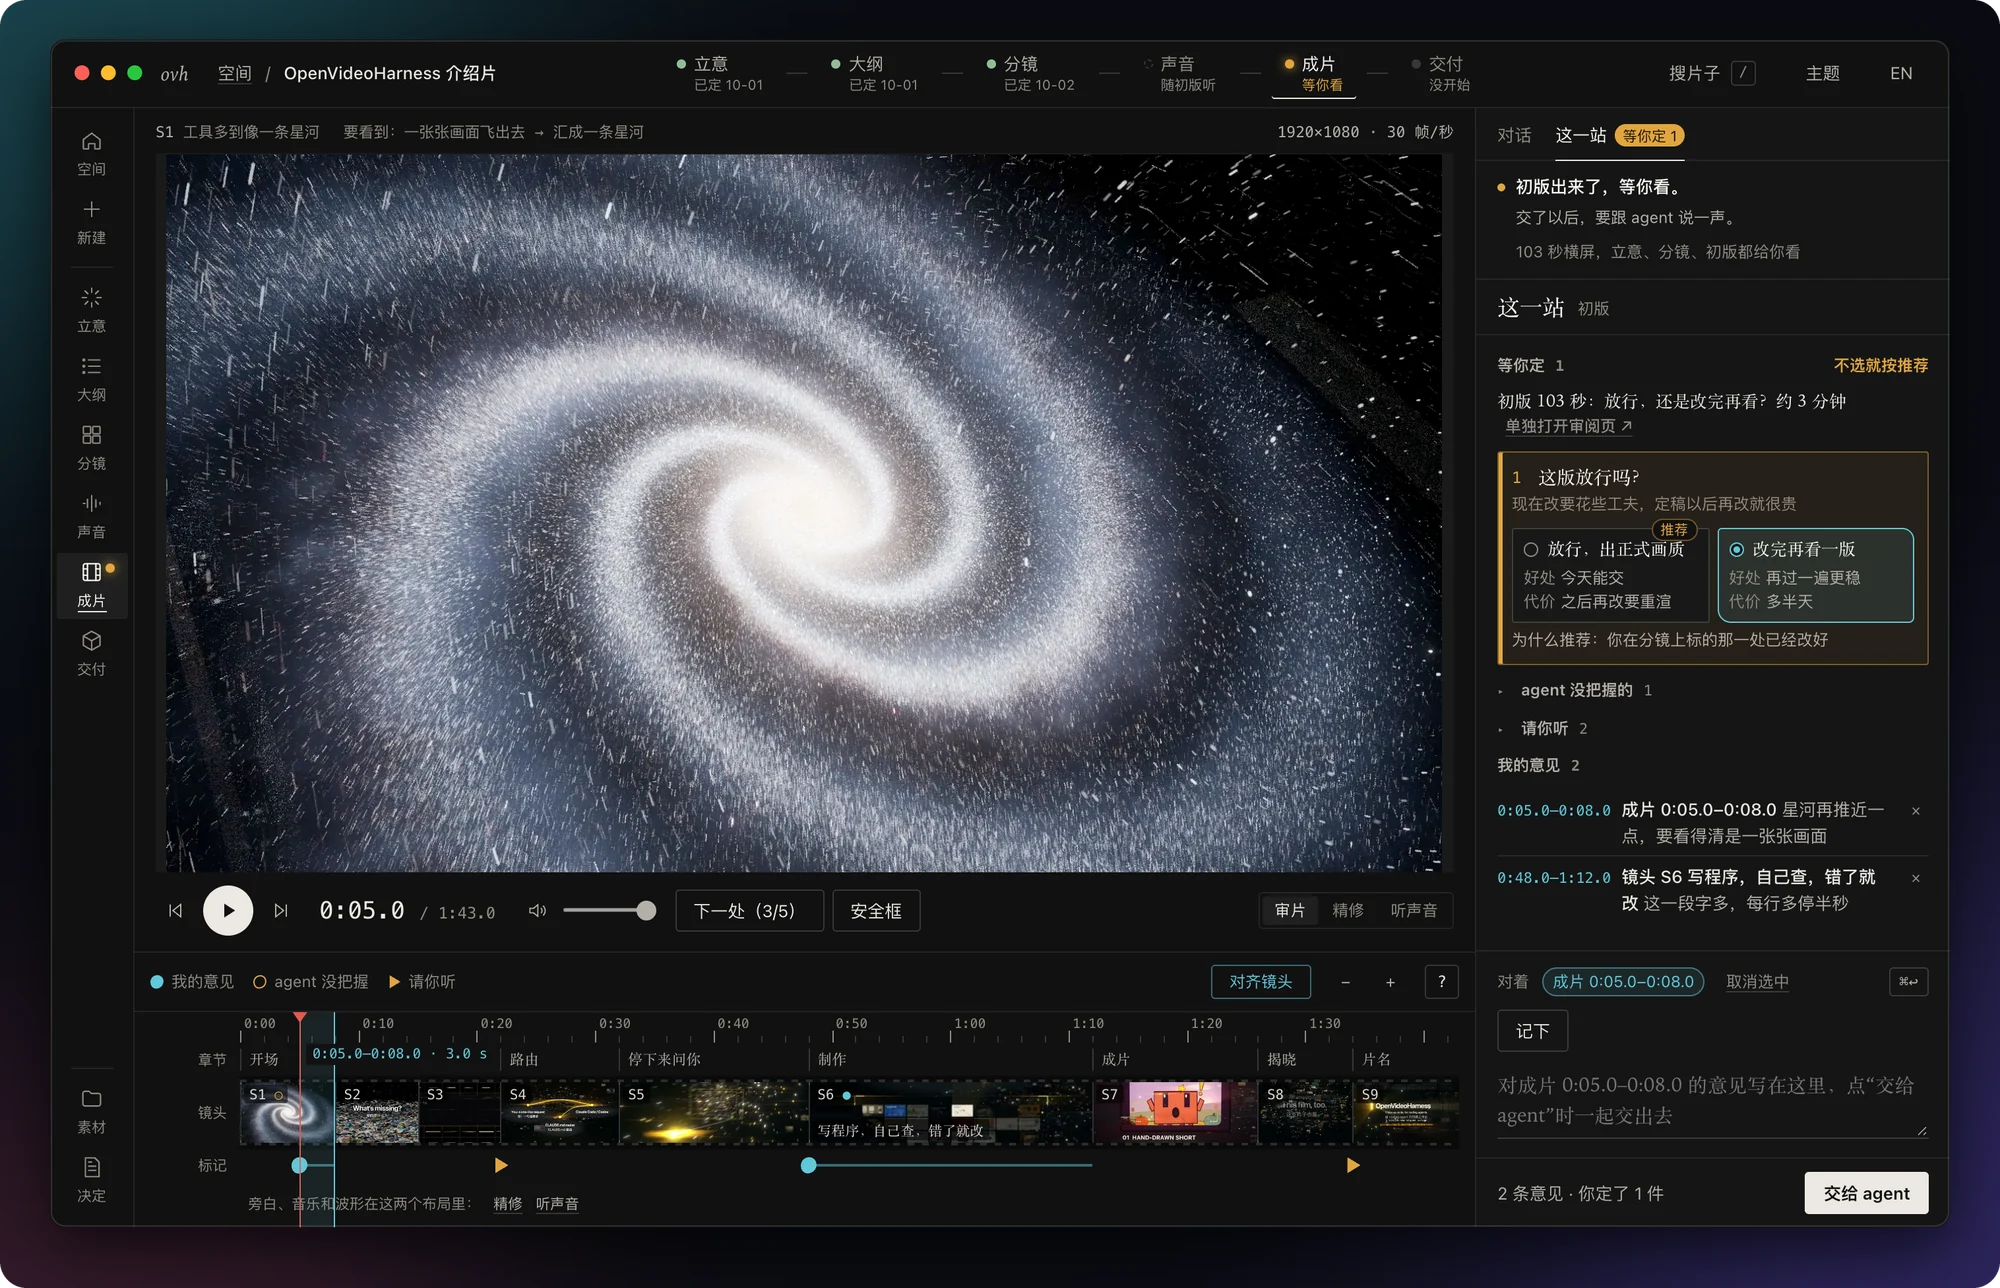 ovh 空间 / OpenVideoHarness 介绍片
立意 大纲 分镜 声音 成片 交付
已定 10-01 已定 10-01 已定 10-02 随初版听 等你看 没开始
搜片子 / 主题 EN
空间
新建
立意
大纲
分镜
声音
成片
交付
素材
决定
S1 工具多到像一条星河 要看到：一张张画面飞出去 → 汇成一条星河
1920×1080 · 30 帧/秒
0:05.0 / 1:43.0 下一处（3/5） 安全框 审片 精修 听声音
我的意见 agent 没把握 请你听 对齐镜头 − + ?
0:00 0:10 0:20 0:30 0:40 0:50 1:00 1:10 1:20 1:30
0:05.0–0:08.0 · 3.0 s
章节 开场 路由 停下来问你 制作 成片 揭晓 片名
镜头 S1 S2 S3 S4 S5 S6 S7 S8 S9
What's missing?
写程序，自己查，错了就改
01 HAND-DRAWN SHORT
This film, too.
OpenVideoHarness
标记
旁白、音乐和波形在这两个布局里： 精修 听声音
对话 这一站 等你定 1
初版出来了，等你看。
交了以后，要跟 agent 说一声。
103 秒横屏，立意、分镜、初版都给你看
这一站 初版
等你定 1 不选就按推荐
初版 103 秒：放行，还是改完再看？约 3 分钟
单独打开审阅页 ↗
1 这版放行吗？
现在改要花些工夫，定稿以后再改就很贵
推荐
放行，出正式画质
好处 今天能交
代价 之后再改要重渲
改完再看一版
好处 再过一遍更稳
代价 多半天
为什么推荐：你在分镜上标的那一处已经改好
agent 没把握的 1
请你听 2
我的意见 2
0:05.0–0:08.0 成片 0:05.0–0:08.0 星河再推近一
点，要看得清是一张张画面 ×
0:48.0–1:12.0 镜头 S6 写程序，自己查，错了就
改 这一段字多，每行多停半秒 ×
对着 成片 0:05.0–0:08.0 取消选中 ⌘↩
记下
对成片 0:05.0–0:08.0 的意见写在这里，点“交给
agent”时一起交出去
2 条意见 · 你定了 1 件 交给 agent